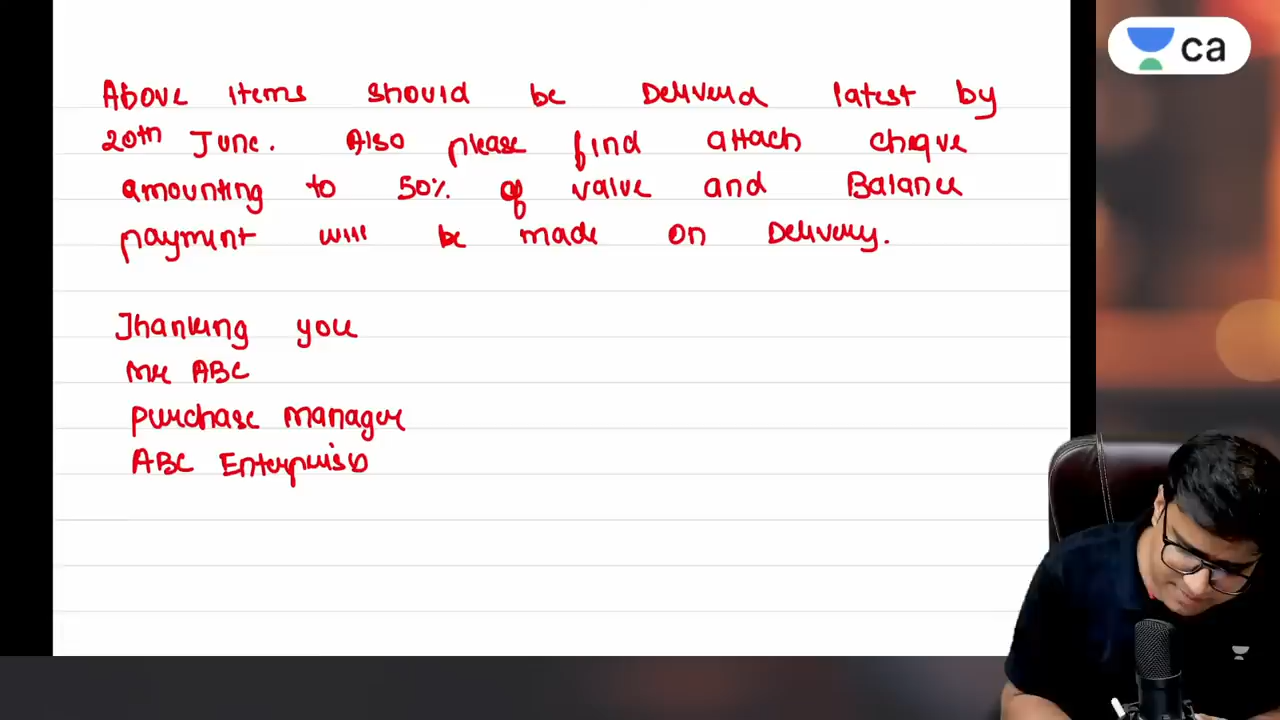 ca
Above items should be Deliverd latest by
20th June. Also please find attach cheque
amounting to 50% of value and Balance
payment will be made on Delivery.
Thanking you
Mr ABC
purchase manager
ABC Enterprises